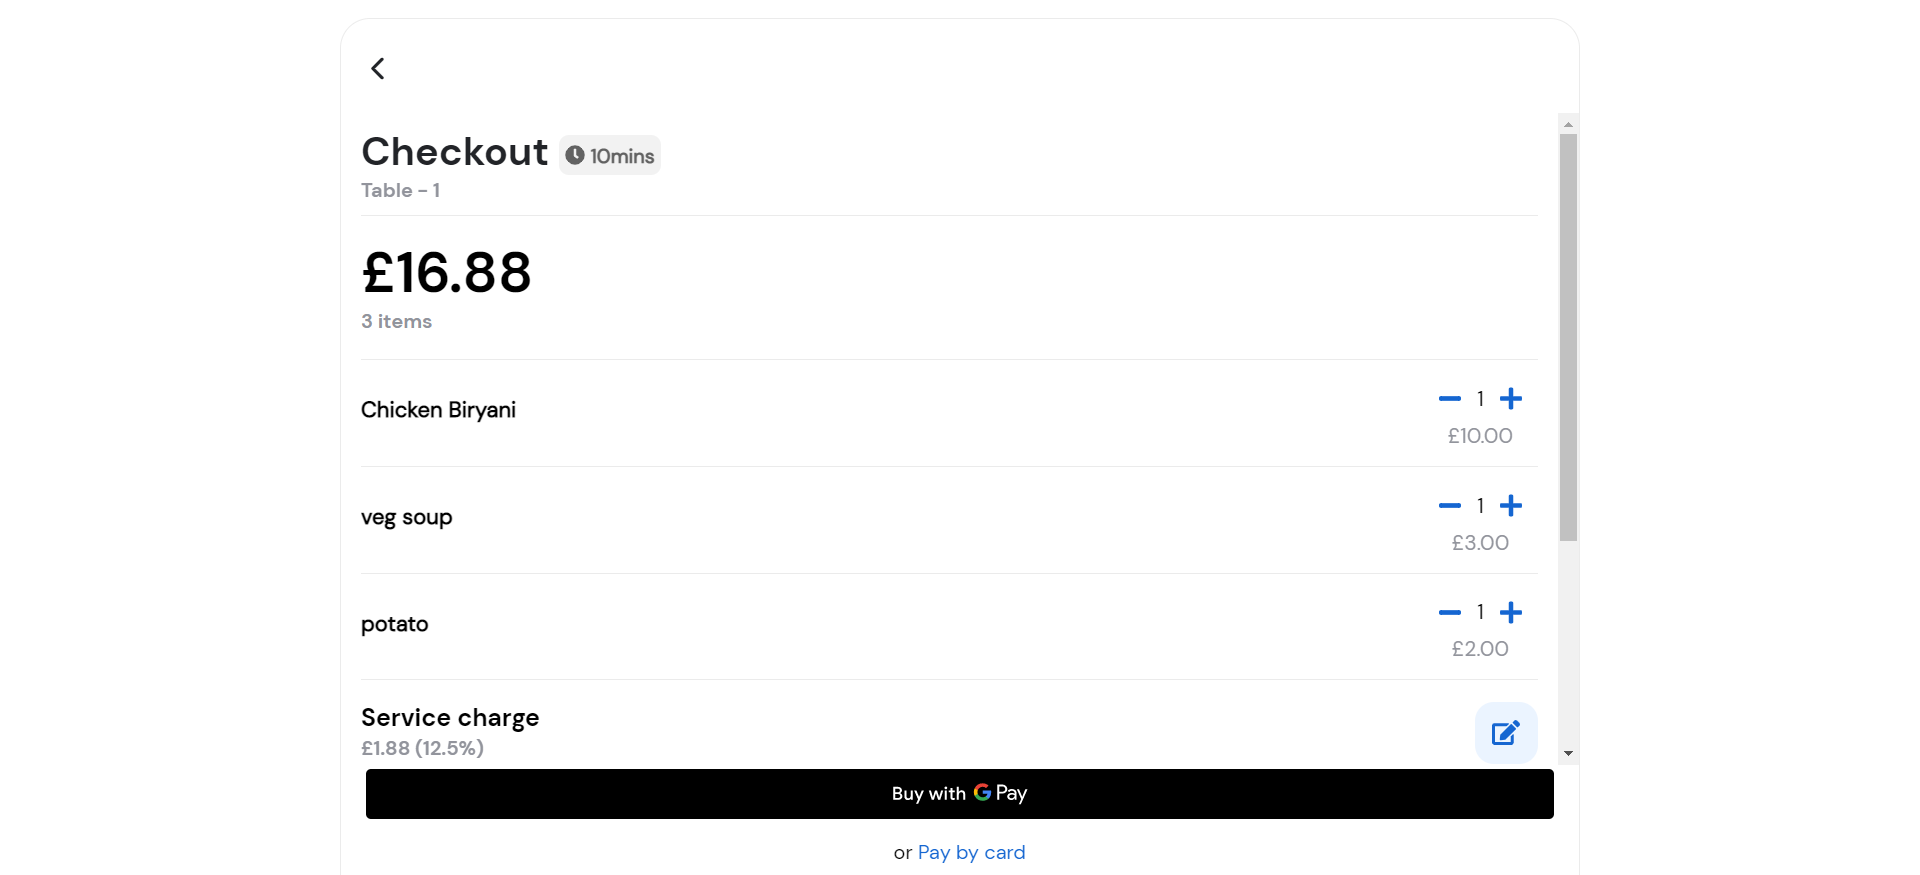 Checkout 10mins
Table - 1
£16.88
3 items
Chicken Biryani
1
£10.00
veg soup
1
£3.00
potato
1
£2.00
Service charge
£1.88 (12.5%)
Buy with G Pay
or Pay by card